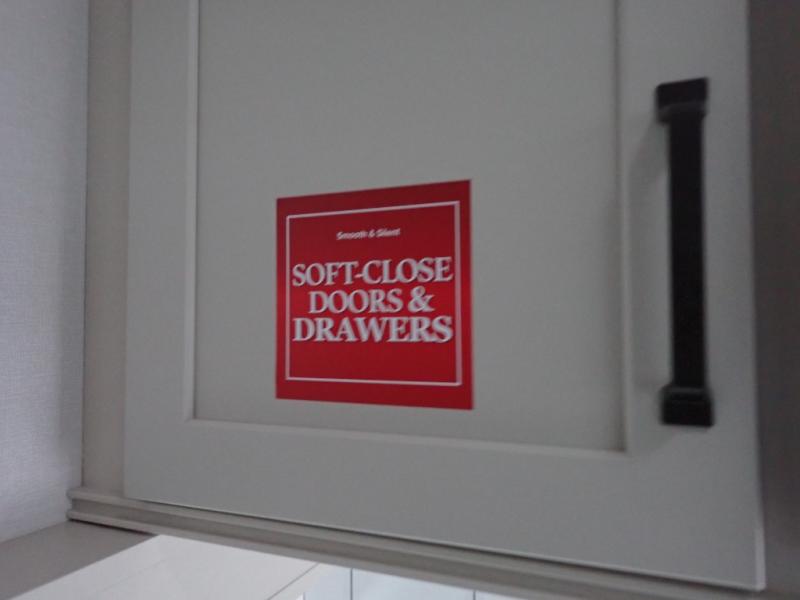 Smooth & Silent
SOFT-CLOSE
DOORS &
DRAWERS